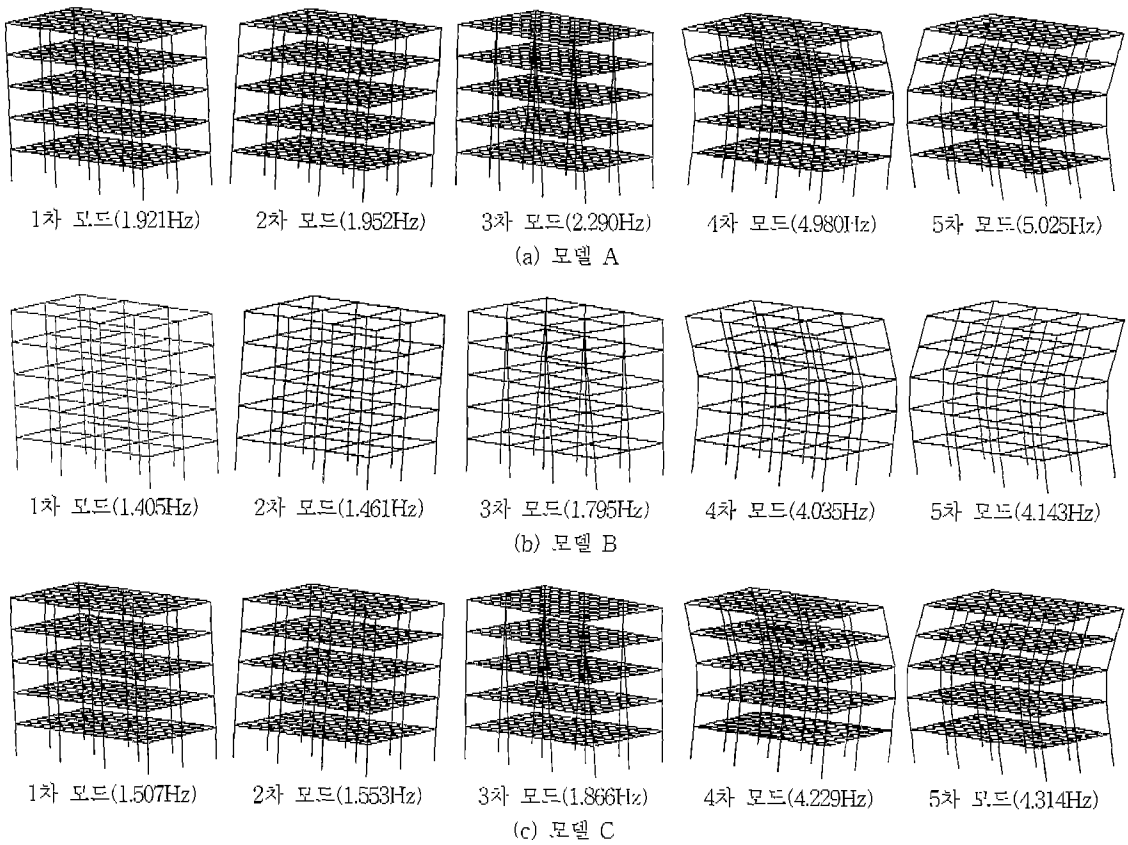 1차 모드(1.921Hz) 2차 모드(1.952Hz) 3차 모드(2.290Hz) 4차 모드(4.980Hz) 5차 모드(5.025Hz)
(a) 모델 A
1차 모드(1.405Hz) 2차 모드(1.461Hz) 3차 모드(1.795Hz) 4차 모드(4.035Hz) 5차 모드(4.143Hz)
(b) 모델 B
1차 모드(1.507Hz) 2차 모드(1.553Hz) 3차 모드(1.866Hz) 4차 모드(4.229Hz) 5차 모드(4.314Hz)
(c) 모델 C